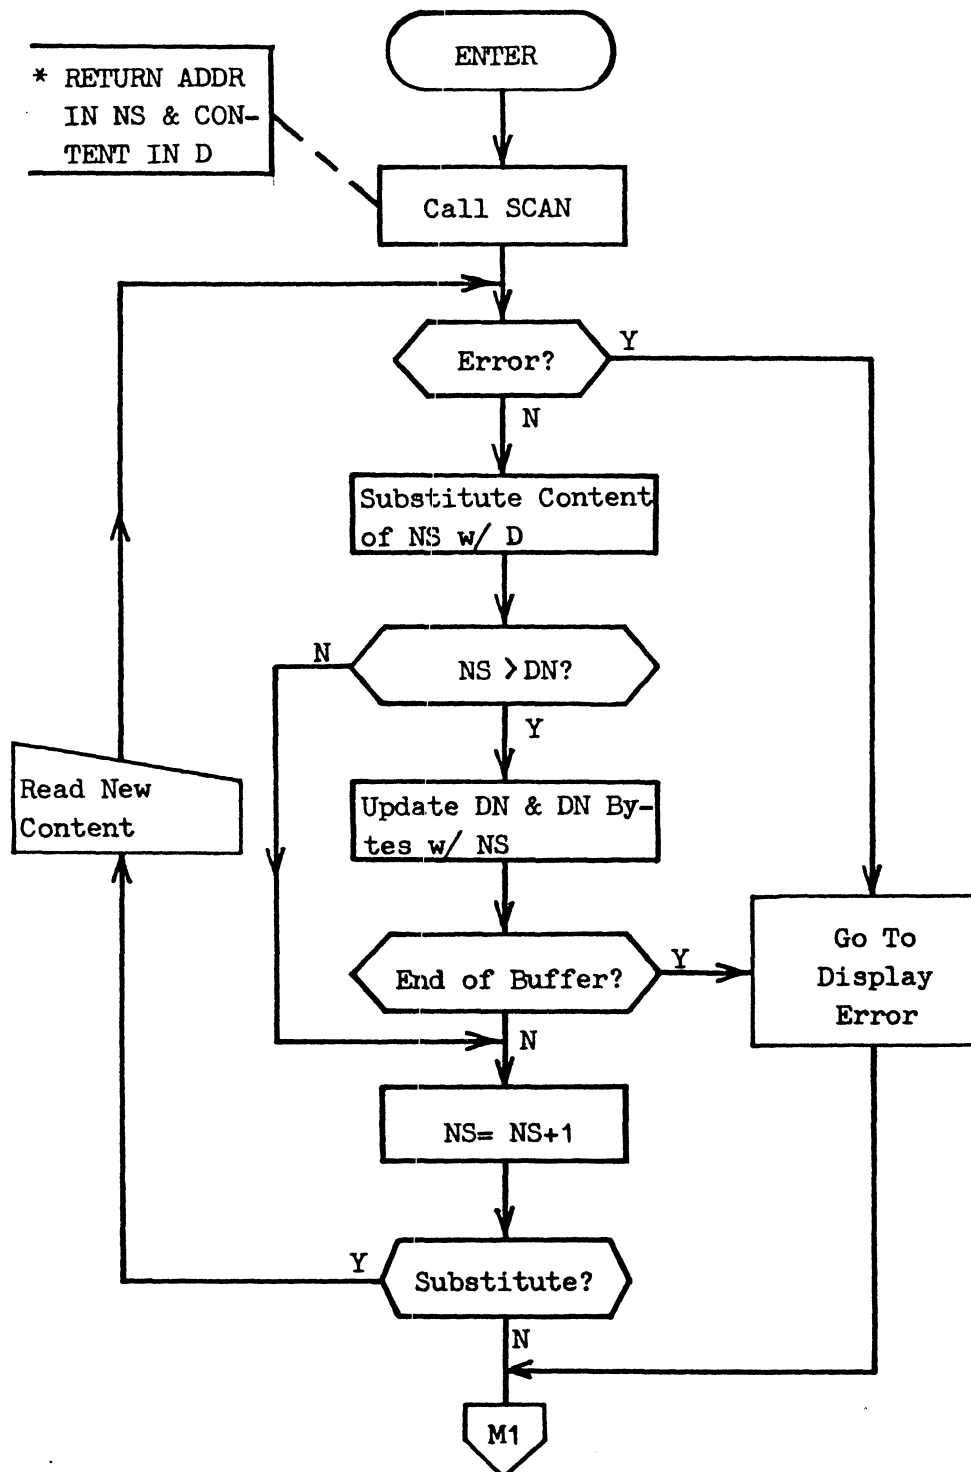 ENTER
* RETURN ADDR
IN NS & CON-
TENT IN D
Call SCAN
Error?
Y
N
Substitute Content
of NS w/ D
N
NS > DN?
Y
Read New
Content
Update DN & DN By-
tes w/ NS
End of Buffer?
Y
Go To
Display
Error
N
NS= NS+1
Y
Substitute?
N
M1